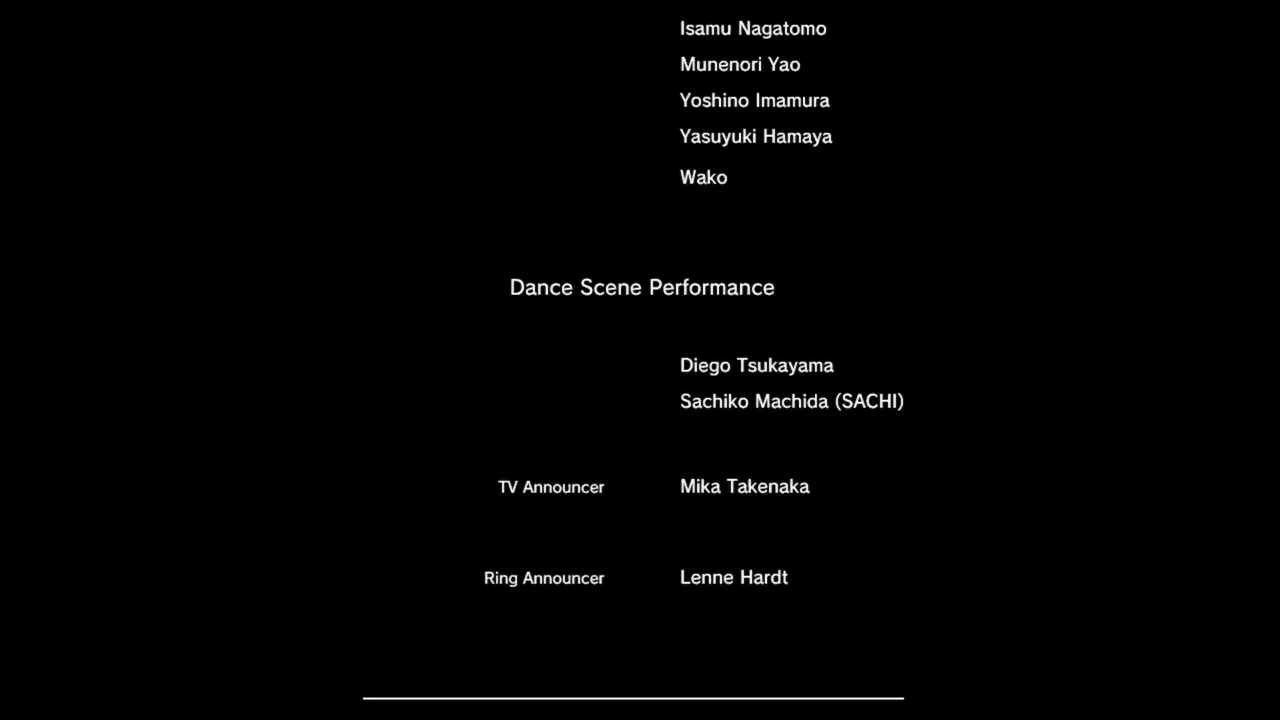 Isamu Nagatomo
Munenori Yao
Yoshino Imamura
Yasuyuki Hamaya
Wako
Dance Scene Performance
Diego Tsukayama
Sachiko Machida (SACHI)
TV Announcer Mika Takenaka
Ring Announcer Lenne Hardt